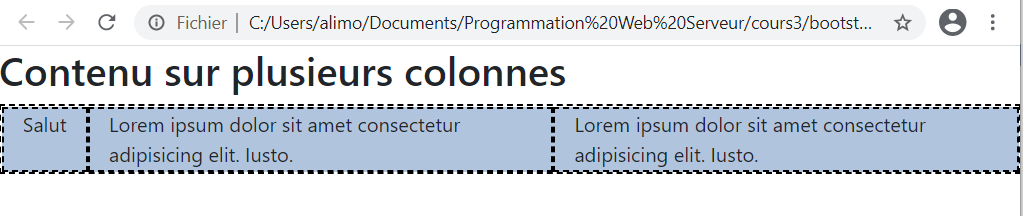 Fichier | C:/Users/alimo/Documents/Programmation%20Web%20Serveur/cours3/bootst...
Contenu sur plusieurs colonnes
Salut
Lorem ipsum dolor sit amet consectetur
adipisicing elit. Iusto.
Lorem ipsum dolor sit amet consectetur
adipisicing elit. Iusto.